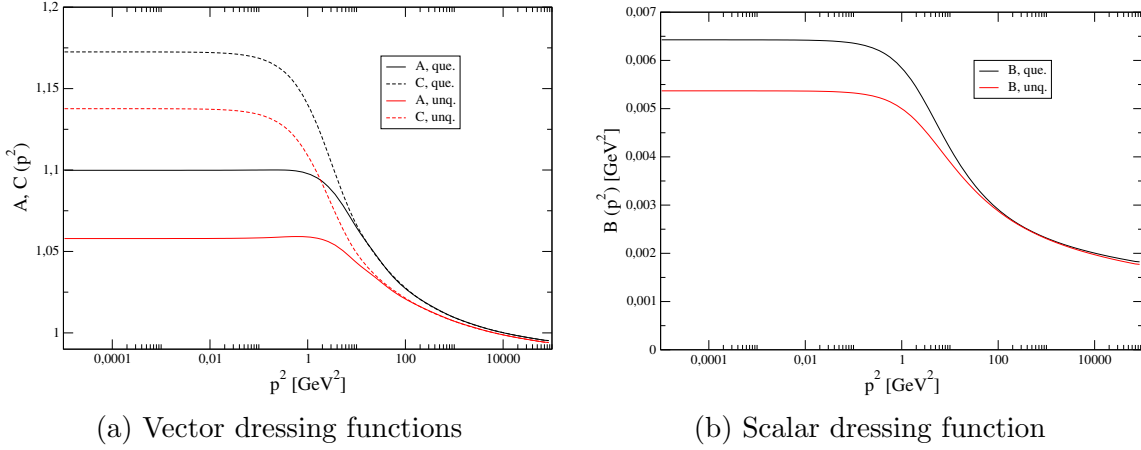 1,2
1,15
1,1
1,05
1
A, C (p²)
A, que.
C, que.
A, unq.
C, unq.
0,0001 0,01 1 100 10000
p² [GeV²]
(a) Vector dressing functions
0,007
0,006
0,005
0,004
0,003
0,002
0,001
0
B (p²) [GeV²]
B, que.
B, unq.
0,0001 0,01 1 100 10000
p² [GeV²]
(b) Scalar dressing function